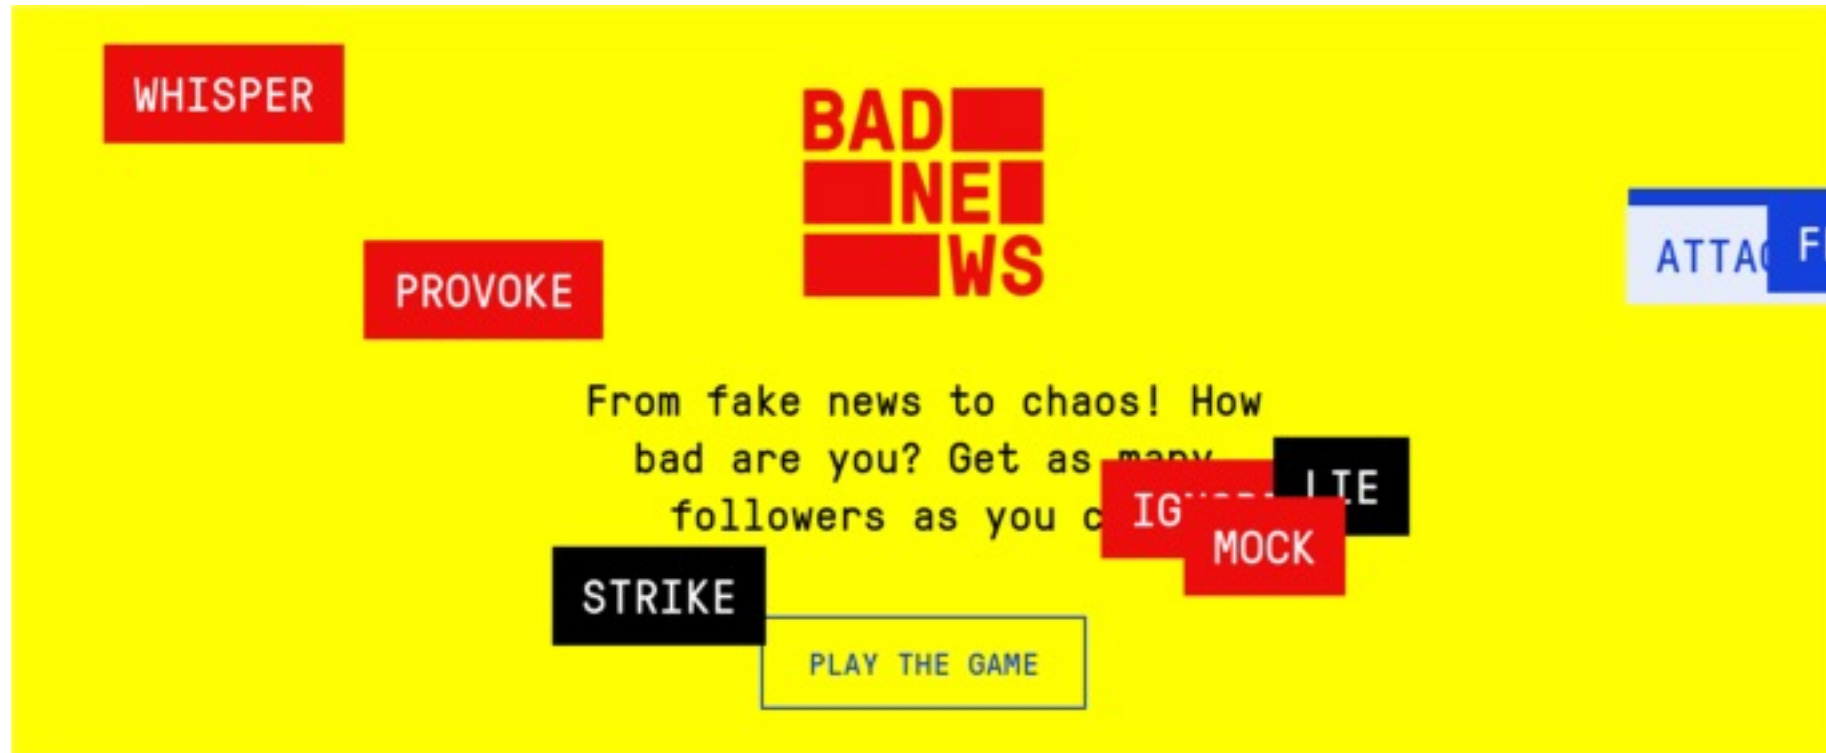 WHISPER
BAD
NE
WS
PROVOKE
From fake news to chaos! How
bad are you? Get as many
followers as you
LIE
MOCK
STRIKE
PLAY THE GAME